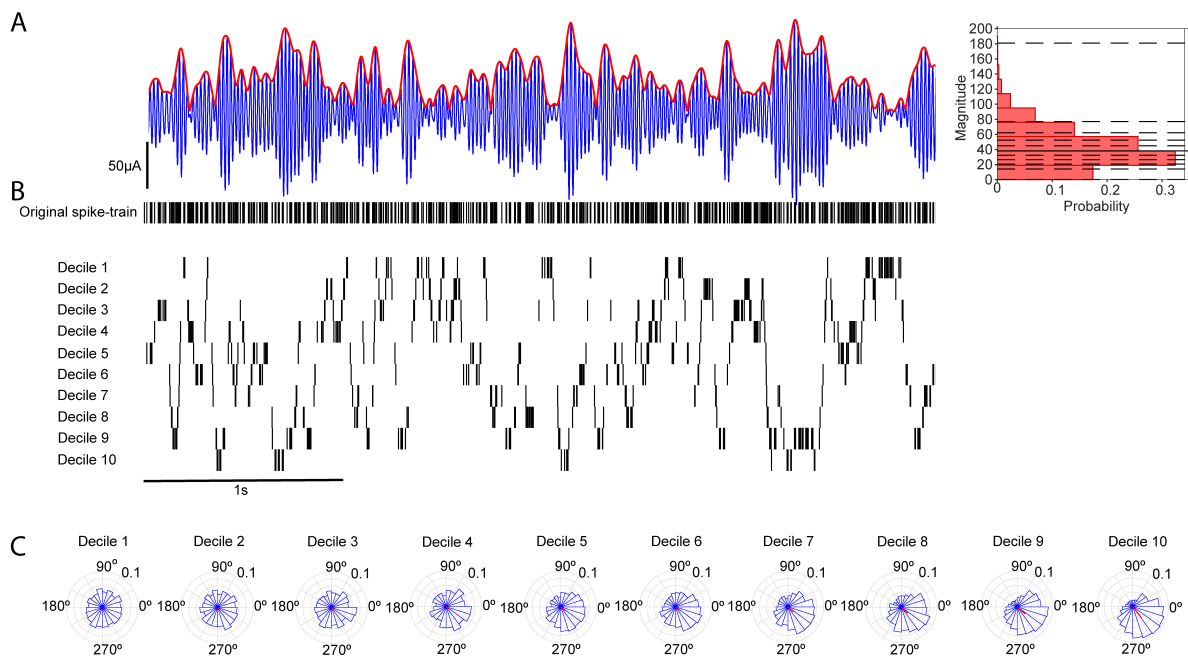 A
200
180
160
140
120
100
80
60
40
20
0
Magnitude
0 0.1 0.2 0.3
Probability
50µA
B
Original spike-train
Decile 1
Decile 2
Decile 3
Decile 4
Decile 5
Decile 6
Decile 7
Decile 8
Decile 9
Decile 10
1s
C
Decile 1 Decile 2 Decile 3 Decile 4 Decile 5 Decile 6 Decile 7 Decile 8 Decile 9 Decile 10
90º 0.1 90º 0.1 90º 0.1 90º 0.1 90º 0.1 90º 0.1 90º 0.1 90º 0.1 90º 0.1 90º 0.1
180º 0º 180º 0º 180º 0º 180º 0º 180º 0º 180º 0º 180º 0º 180º 0º 180º 0º 180º 0º
270º 270º 270º 270º 270º 270º 270º 270º 270º 270º